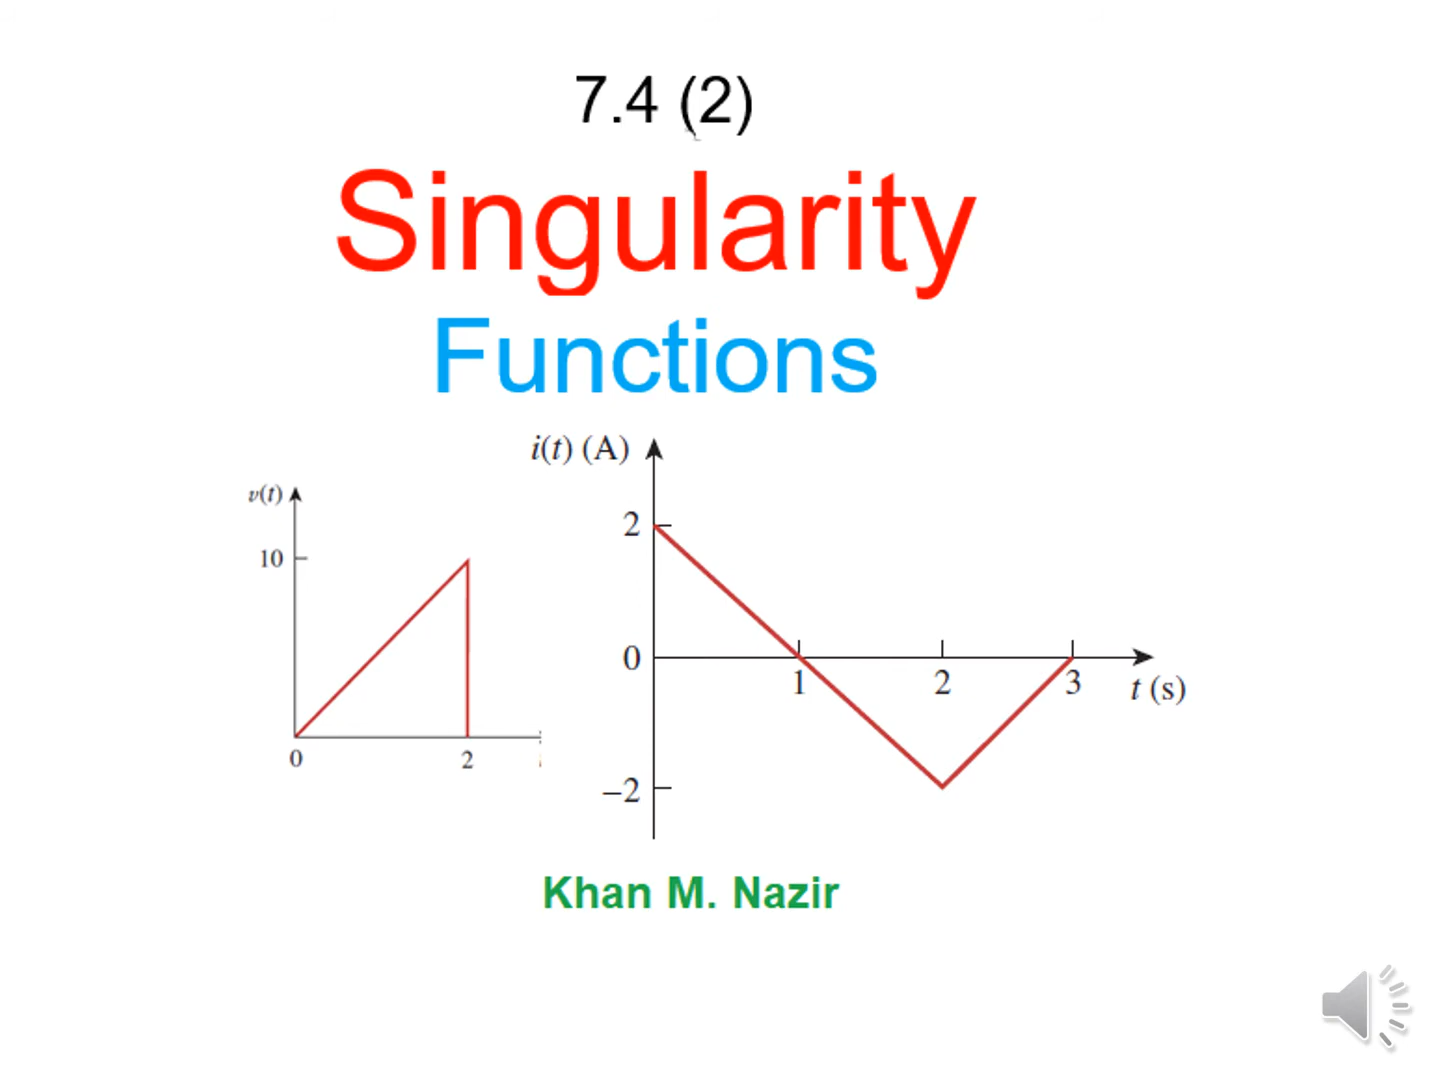 7.4 (2)
Singularity
Functions
v(t)
10
0
2
i(t) (A)
2
0
1
2
3
t (s)
−2
Khan M. Nazir